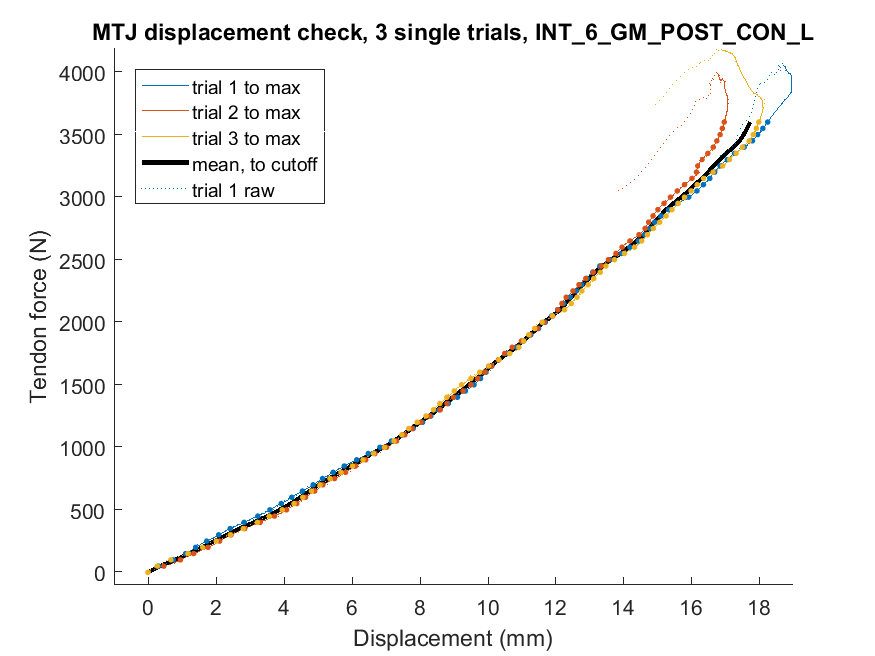 MTJ displacement check, 3 single trials, INT_6_GM_POST_CON_L
trial 1 to max
trial 2 to max
trial 3 to max
mean, to cutoff
trial 1 raw
Tendon force (N)
4000
3500
3000
2500
2000
1500
1000
500
0
0 2 4 6 8 10 12 14 16 18
Displacement (mm)